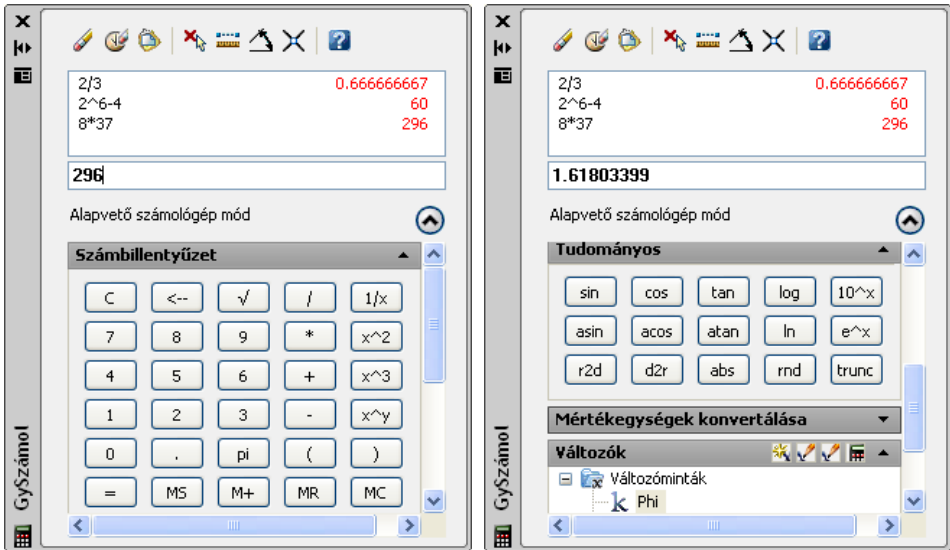 2/3 0.666666667
2^6-4 60
8*37 296
296
Alapvető számológép mód
Számbillentyűzet
C <-- √ / 1/x
7 8 9 * x^2
4 5 6 + x^3
1 2 3 - x^y
0 . pi ( )
= MS M+ MR MC
GySzámol
2/3 0.666666667
2^6-4 60
8*37 296
1.61803399
Alapvető számológép mód
Tudományos
sin cos tan log 10^x
asin acos atan ln e^x
r2d d2r abs rnd trunc
Mértékegységek konvertálása
Változók
Változóminták
k Phi
GySzámol